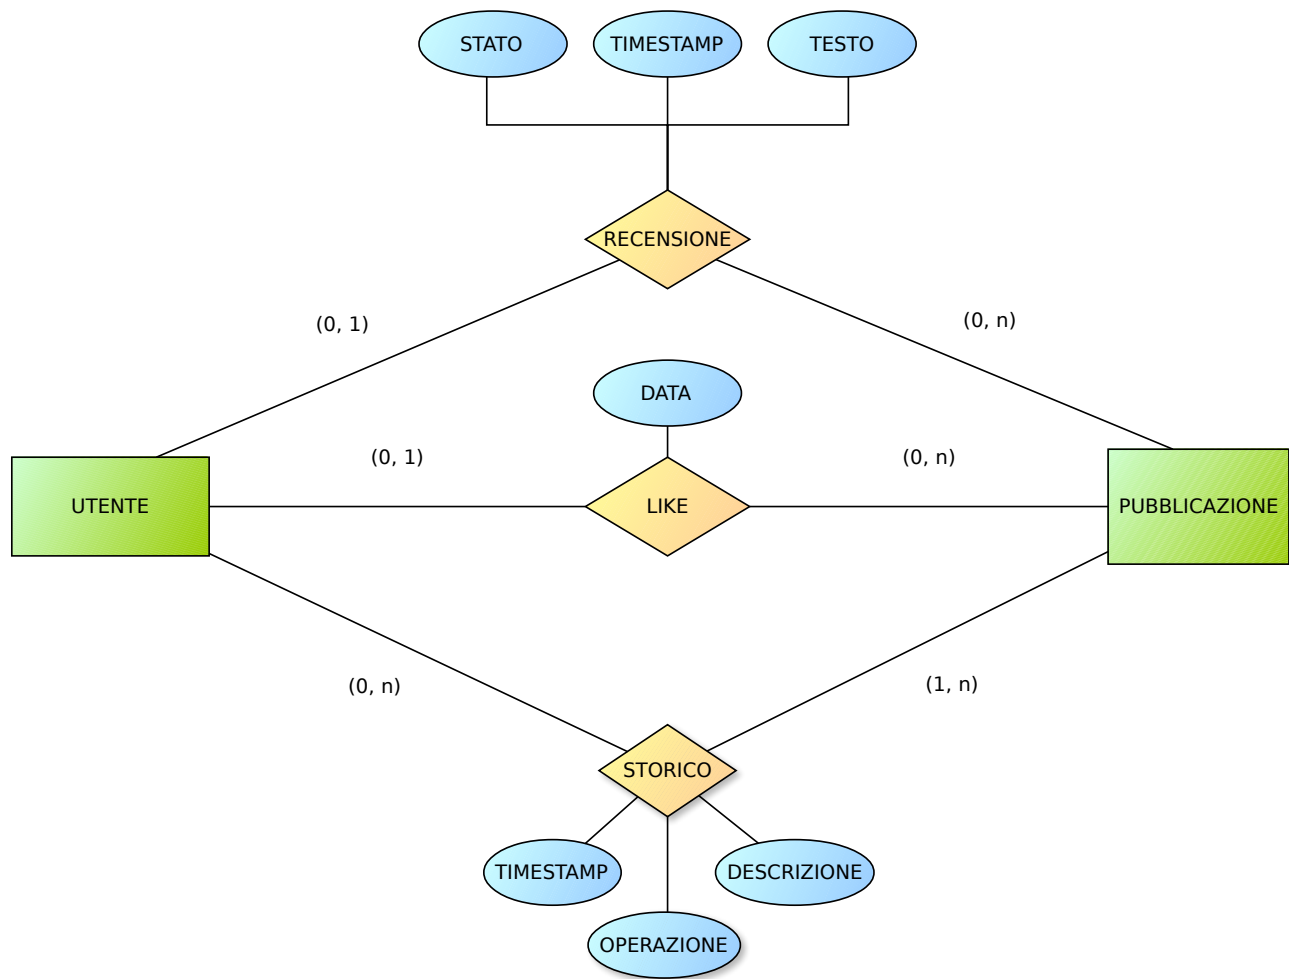 STATO
TIMESTAMP
TESTO
RECENSIONE
(0, 1)
(0, n)
DATA
(0, 1)
(0, n)
UTENTE
LIKE
PUBBLICAZIONE
(0, n)
(1, n)
STORICO
TIMESTAMP
DESCRIZIONE
OPERAZIONE